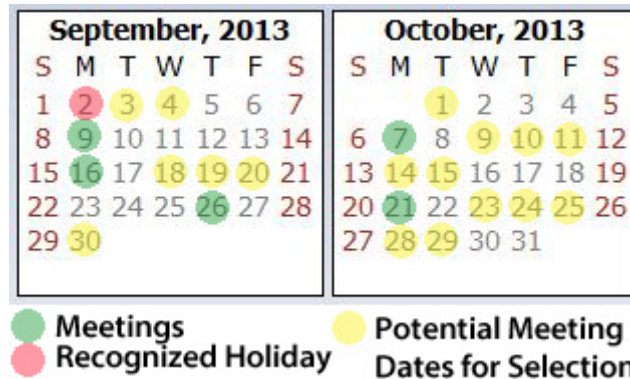 September, 2013
S M T W T F S
1 2 3 4 5 6 7
8 9 10 11 12 13 14
15 16 17 18 19 20 21
22 23 24 25 26 27 28
29 30
October, 2013
S M T W T F S
1 2 3 4 5
6 7 8 9 10 11 12
13 14 15 16 17 18 19
20 21 22 23 24 25 26
27 28 29 30 31
Meetings
Recognized Holiday
Potential Meeting
Dates for Selection